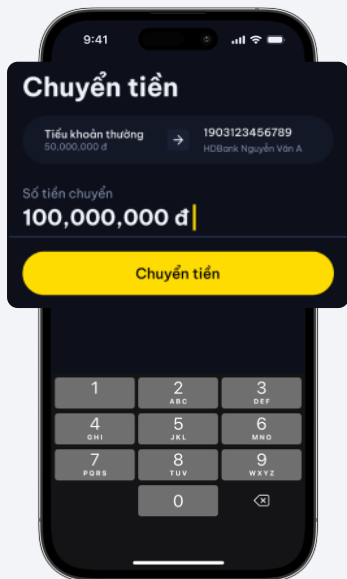 9:41
Chuyển tiền
Tiểu khoản thường
50,000,000 đ
1903123456789
HDBank Nguyễn Văn A
Số tiền chuyển
100,000,000 đ
Chuyển tiền
1
2
ABC
3
DEF
4
GHI
5
JKL
6
MNO
7
PQRS
8
TUV
9
WXYZ
0